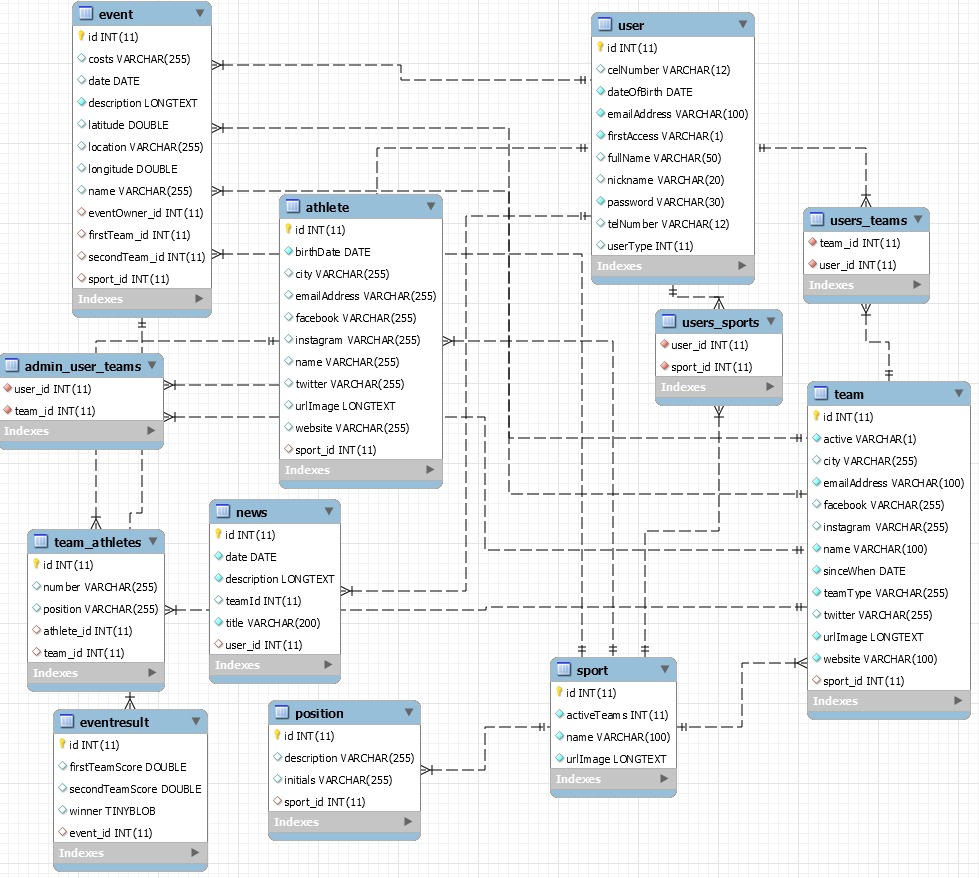 event
id INT(11)
costs VARCHAR(255)
date DATE
description LONGTEXT
latitude DOUBLE
location VARCHAR(255)
longitude DOUBLE
name VARCHAR(255)
eventOwner_id INT(11)
firstTeam_id INT(11)
secondTeam_id INT(11)
sport_id INT(11)
Indexes
user
id INT(11)
celNumber VARCHAR(12)
dateOfBirth DATE
emailAddress VARCHAR(100)
firstAccess VARCHAR(1)
fullName VARCHAR(50)
nickname VARCHAR(20)
password VARCHAR(30)
telNumber VARCHAR(12)
userType INT(11)
Indexes
athlete
id INT(11)
birthDate DATE
city VARCHAR(255)
emailAddress VARCHAR(255)
facebook VARCHAR(255)
instagram VARCHAR(255)
name VARCHAR(255)
twitter VARCHAR(255)
urlImage LONGTEXT
website VARCHAR(255)
sport_id INT(11)
Indexes
users_teams
team_id INT(11)
user_id INT(11)
Indexes
users_sports
user_id INT(11)
sport_id INT(11)
Indexes
admin_user_teams
user_id INT(11)
team_id INT(11)
Indexes
team
id INT(11)
active VARCHAR(1)
city VARCHAR(255)
emailAddress VARCHAR(100)
facebook VARCHAR(255)
instagram VARCHAR(255)
name VARCHAR(100)
sinceWhen DATE
teamType VARCHAR(255)
twitter VARCHAR(255)
urlImage LONGTEXT
website VARCHAR(100)
sport_id INT(11)
Indexes
news
id INT(11)
date DATE
description LONGTEXT
teamId INT(11)
title VARCHAR(200)
user_id INT(11)
Indexes
team_athletes
id INT(11)
number VARCHAR(255)
position VARCHAR(255)
athlete_id INT(11)
team_id INT(11)
Indexes
sport
id INT(11)
activeTeams INT(11)
name VARCHAR(100)
urlImage LONGTEXT
Indexes
position
id INT(11)
description VARCHAR(255)
initials VARCHAR(255)
sport_id INT(11)
Indexes
eventresult
id INT(11)
firstTeamScore DOUBLE
secondTeamScore DOUBLE
winner TINYBLOB
event_id INT(11)
Indexes